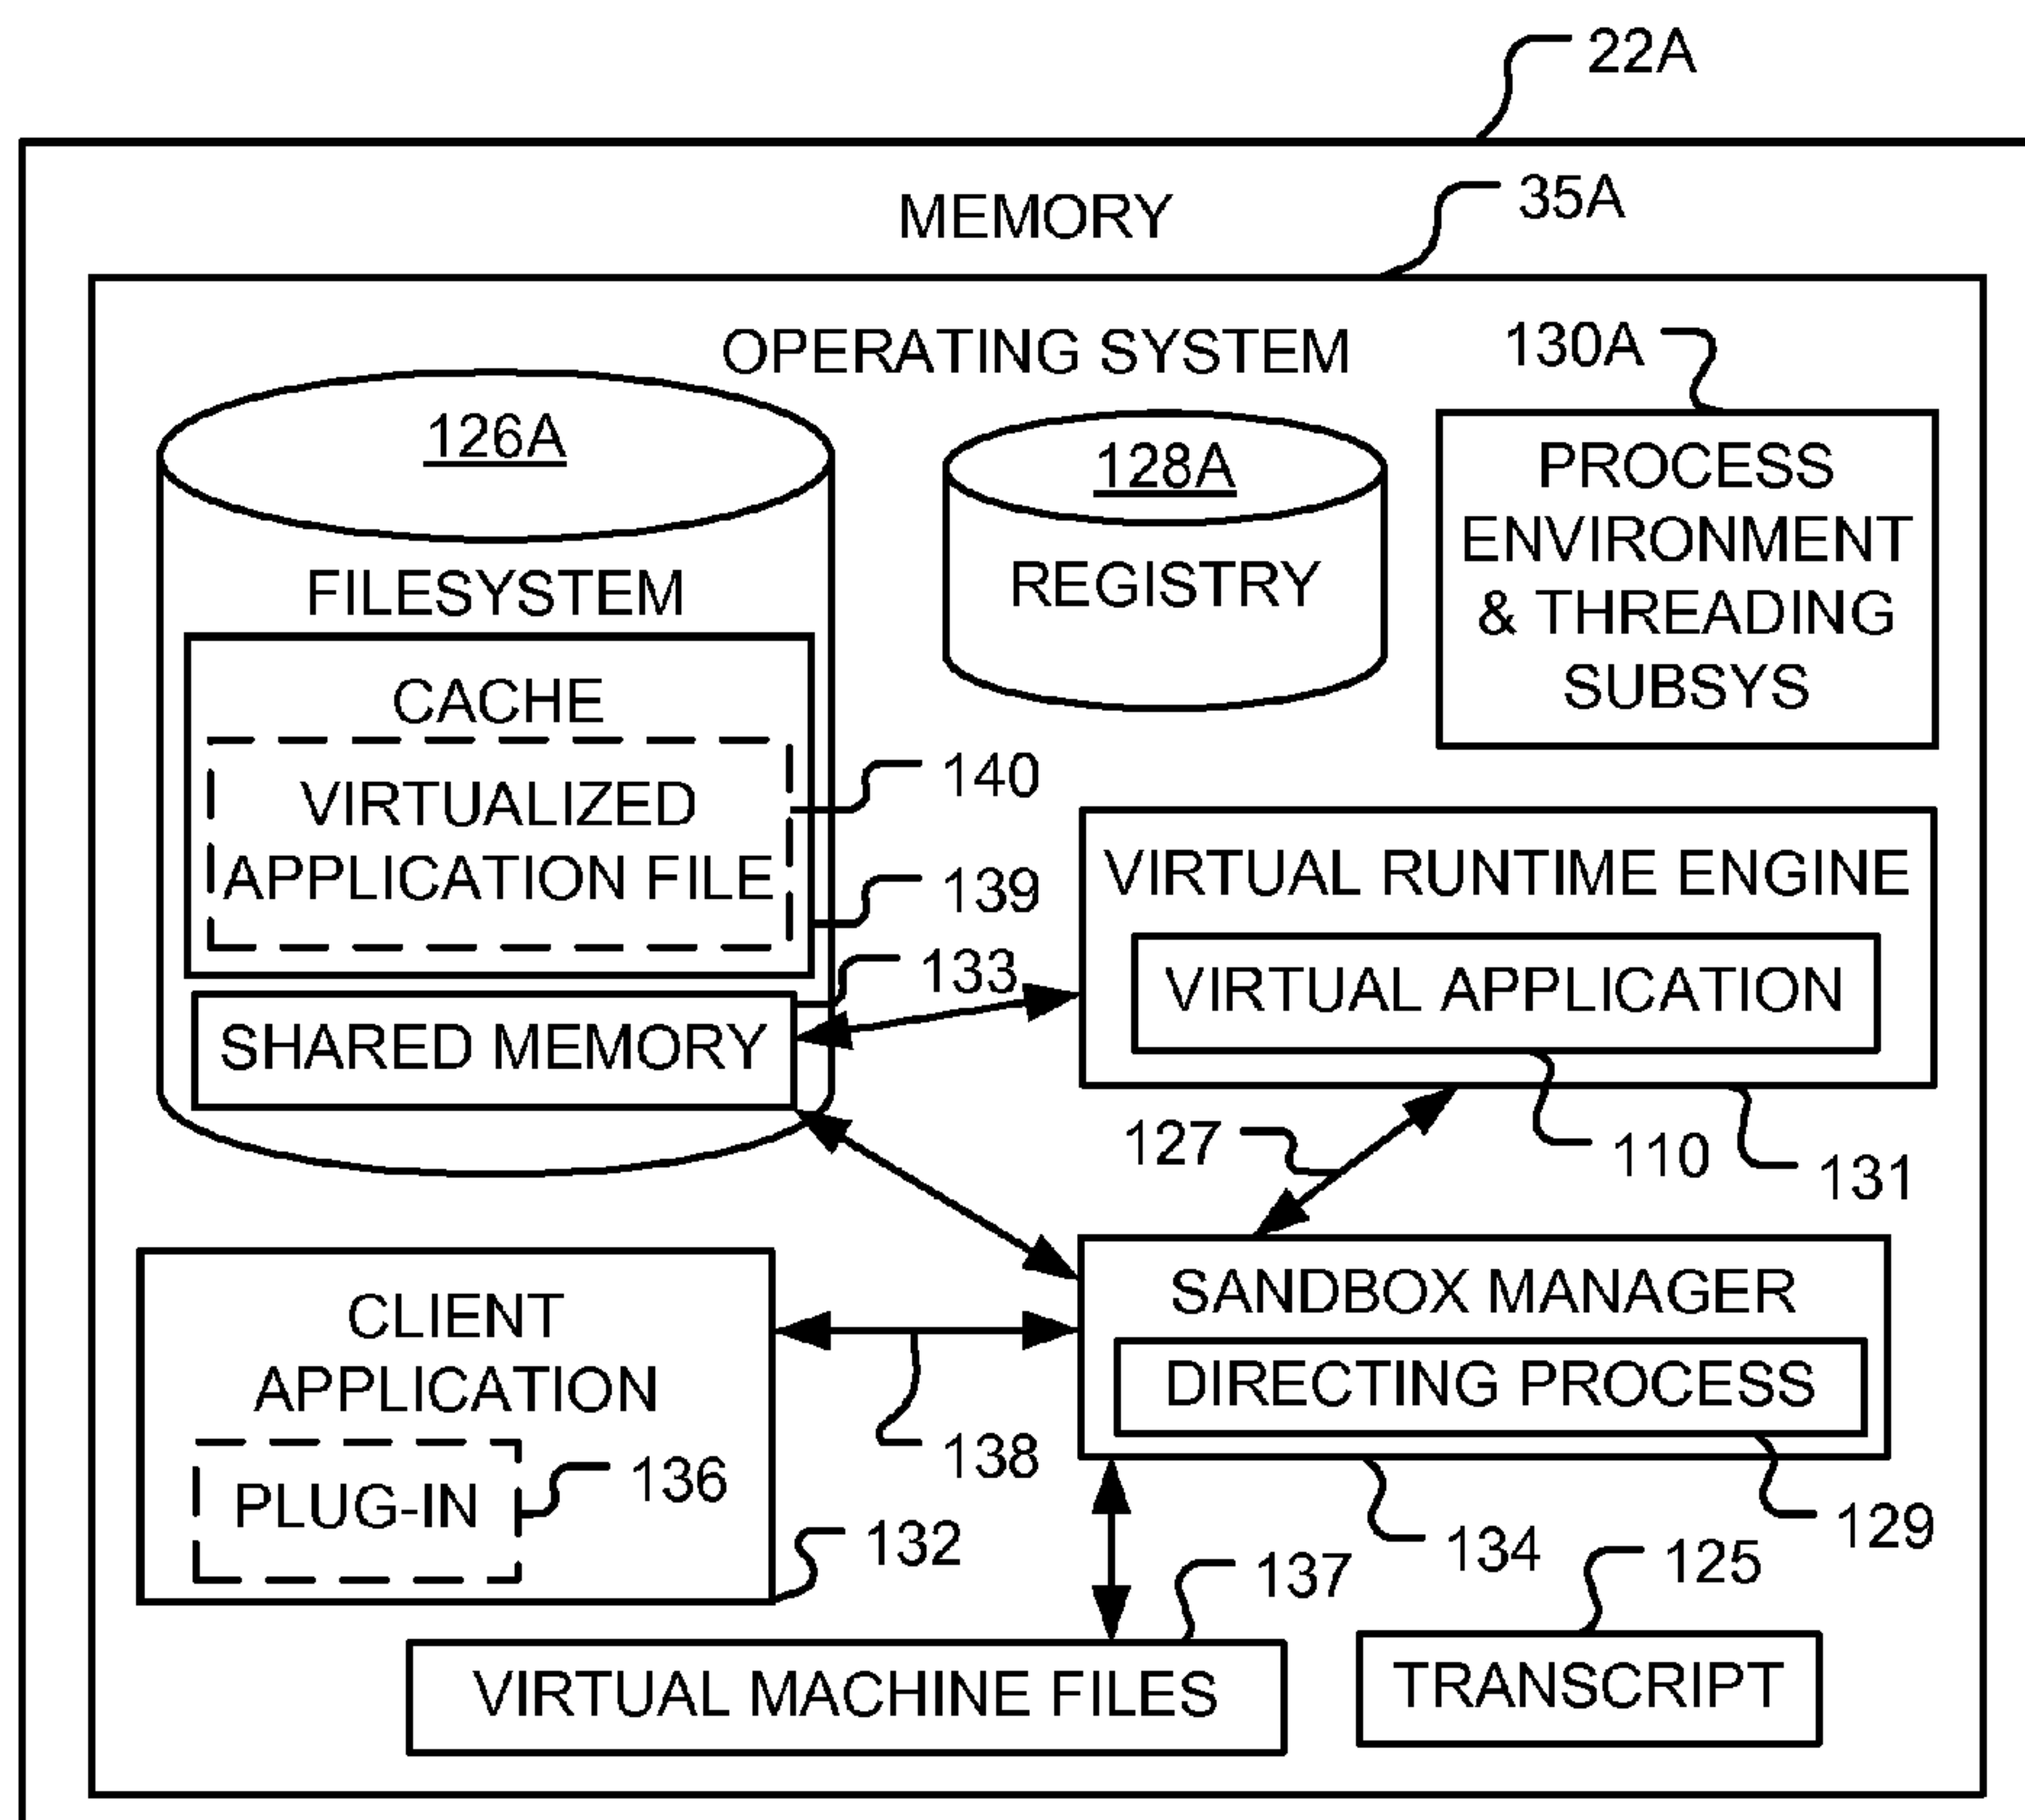 22A
MEMORY
35A
OPERATING SYSTEM
130A
126A
128A
PROCESS
ENVIRONMENT
& THREADING
SUBSYS
FILESYSTEM
REGISTRY
CACHE
VIRTUALIZED
APPLICATION FILE
140
139
133
VIRTUAL RUNTIME ENGINE
VIRTUAL APPLICATION
SHARED MEMORY
127
110
131
CLIENT
APPLICATION
PLUG-IN
136
132
138
SANDBOX MANAGER
DIRECTING PROCESS
129
134
137
125
VIRTUAL MACHINE FILES
TRANSCRIPT